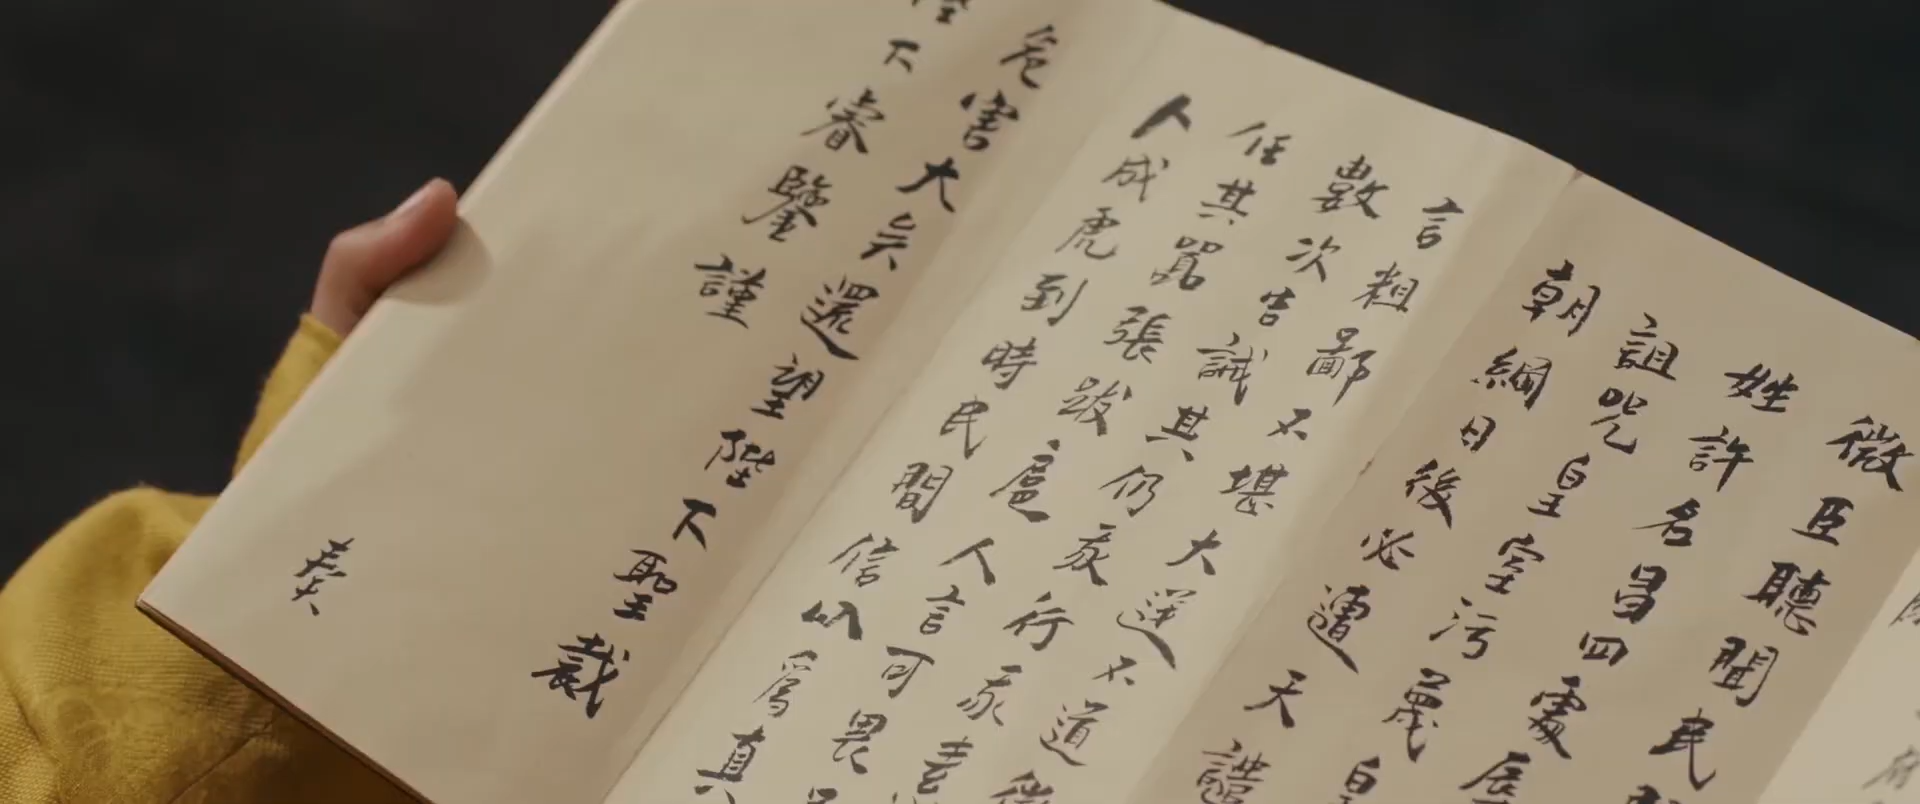 微臣聽聞民
姓許名昌四處
詛咒皇室污蔑皇
朝綱日後必遭天譴
言粗鄙不堪大逆不道微
數次告誡其仍我行我素
任其囂張跋扈人言可畏
人成虎到時民間信以爲真
危害大矣還望陛下聖裁
陛下睿鑒謹
奏